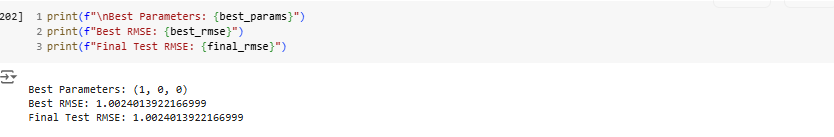 202] 1 print(f"\nBest Parameters: {best_params}")
2 print(f"Best RMSE: {best_rmse}")
3 print(f"Final Test RMSE: {final_rmse}")
Best Parameters: (1, 0, 0)
Best RMSE: 1.0024013922166999
Final Test RMSE: 1.0024013922166999